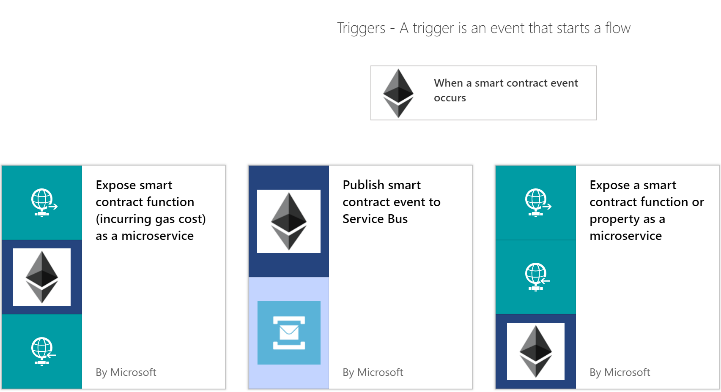 Triggers - A trigger is an event that starts a flow
When a smart contract event
occurs
Expose smart
contract function
(incurring gas cost)
as a microservice
By Microsoft
Publish smart
contract event to
Service Bus
By Microsoft
Expose a smart
contract function or
property as a
microservice
By Microsoft